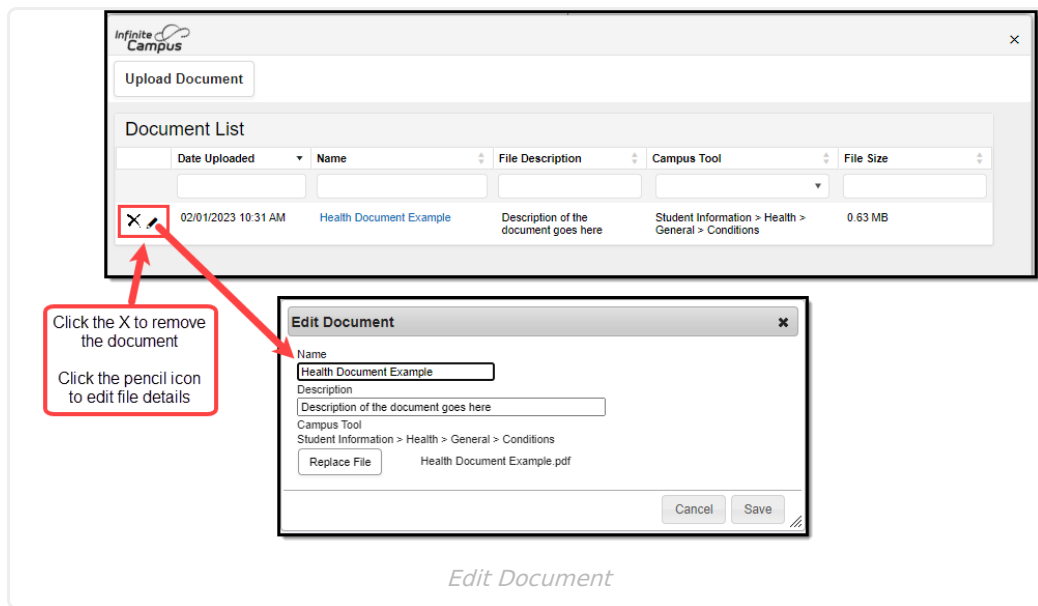 Infinite
Campus
Upload Document
Document List
Date Uploaded Name File Description Campus Tool File Size
02/01/2023 10:31 AM Health Document Example Description of the Student Information > Health > 0.63 MB
document goes here General > Conditions
Click the X to remove
the document
Click the pencil icon
to edit file details
Edit Document
Name
Health Document Example
Description
Description of the document goes here
Campus Tool
Student Information > Health > General > Conditions
Replace File Health Document Example.pdf
Cancel Save
Edit Document